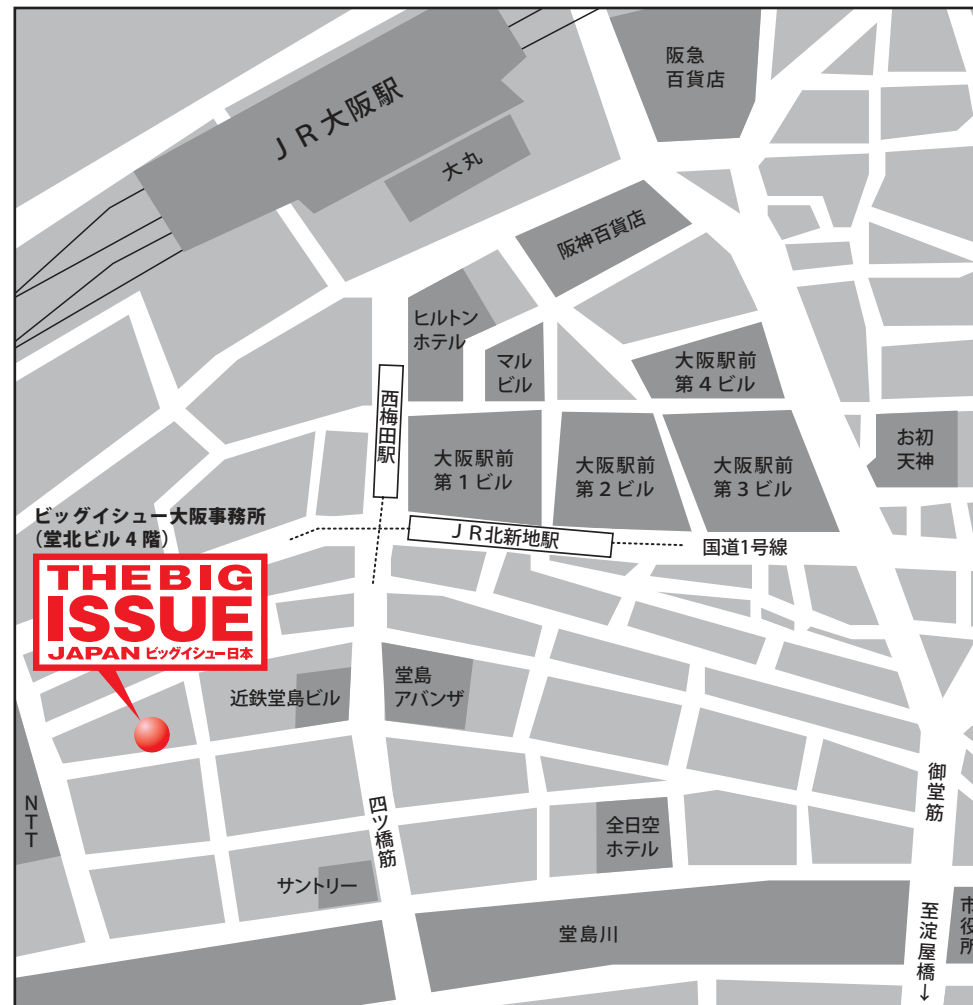 阪急
百貨店
ＪＲ大阪駅
大丸
阪神百貨店
ヒルトン
ホテル
マル
ビル
大阪駅前
第４ビル
西梅田駅
大阪駅前
第１ビル
大阪駅前
第２ビル
大阪駅前
第３ビル
お初
天神
ビッグイシュー大阪事務所
（堂北ビル４階）
ＪＲ北新地駅
国道1号線
THE BIG
ISSUE
JAPAN ビッグイシュー日本
近鉄堂島ビル
堂島
アバンザ
NTT
四ツ橋筋
御堂筋
全日空
ホテル
サントリー
堂島川
至淀屋橋↓
市役所